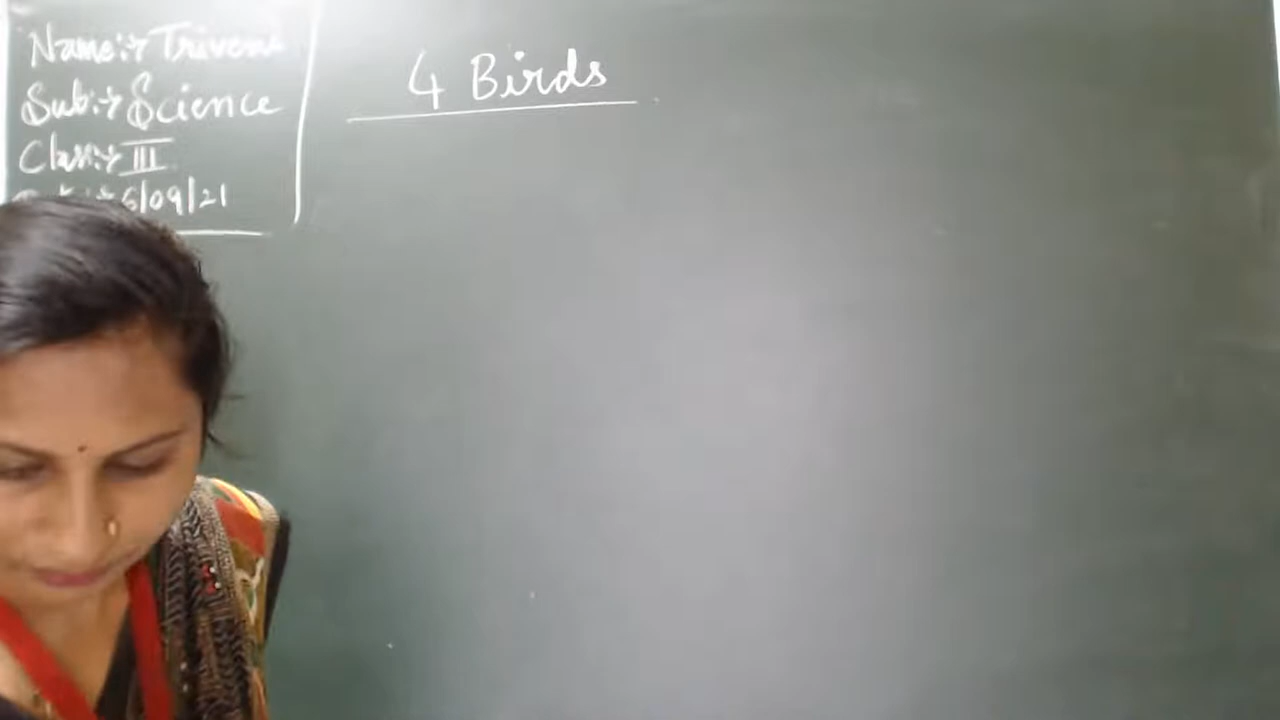 Name:→ Triveni
Sub:→ Science
Class:→ III
6/09/21
4 Birds